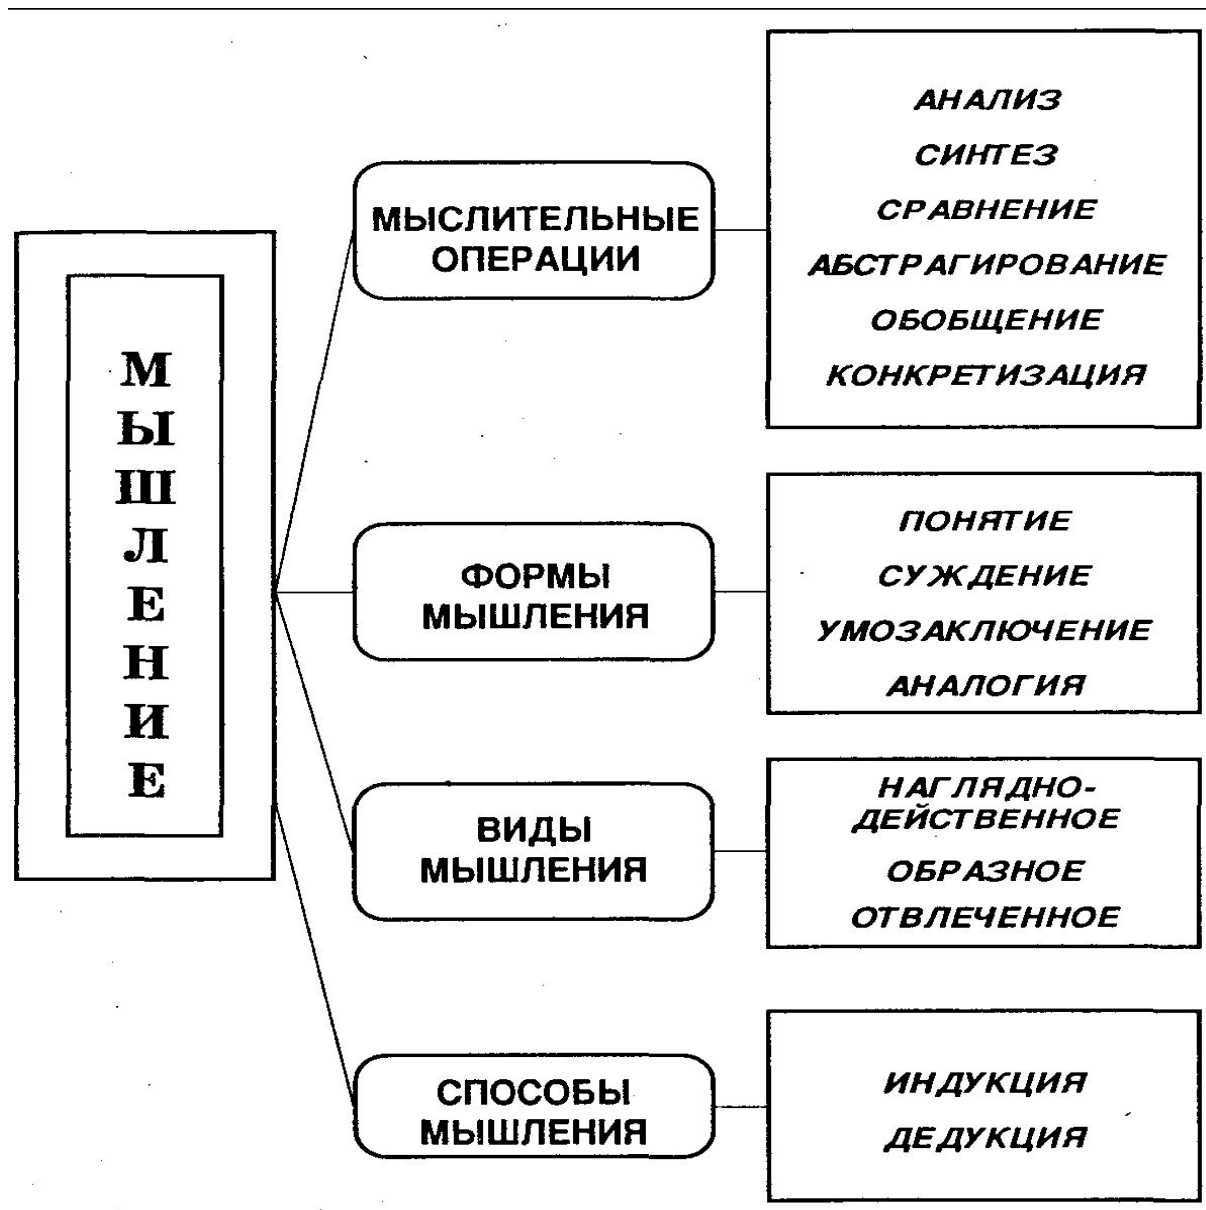 МЫШЛЕНИЕ
МЫСЛИТЕЛЬНЫЕ
ОПЕРАЦИИ
АНАЛИЗ
СИНТЕЗ
СРАВНЕНИЕ
АБСТРАГИРОВАНИЕ
ОБОБЩЕНИЕ
КОНКРЕТИЗАЦИЯ
ФОРМЫ
МЫШЛЕНИЯ
ПОНЯТИЕ
СУЖДЕНИЕ
УМОЗАКЛЮЧЕНИЕ
АНАЛОГИЯ
ВИДЫ
МЫШЛЕНИЯ
НАГЛЯДНО-
ДЕЙСТВЕННОЕ
ОБРАЗНОЕ
ОТВЛЕЧЕННОЕ
СПОСОБЫ
МЫШЛЕНИЯ
ИНДУКЦИЯ
ДЕДУКЦИЯ